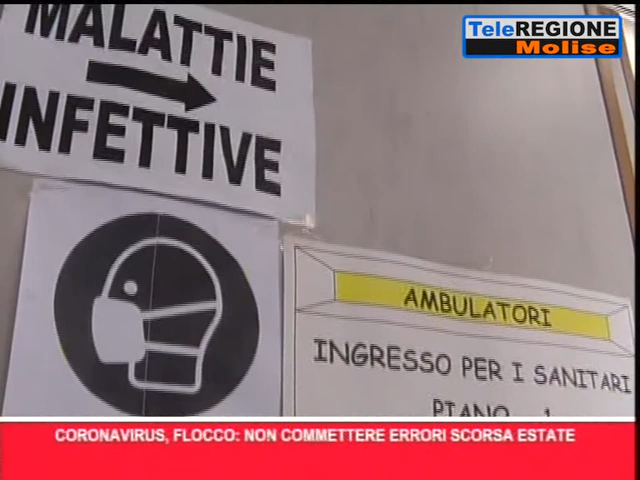 TeleREGIONE
Molise
MALATTIE
INFETTIVE
AMBULATORI
INGRESSO PER I SANITARI
PIANO - 1
CORONAVIRUS, FLOCCO: NON COMMETTERE ERRORI SCORSA ESTATE